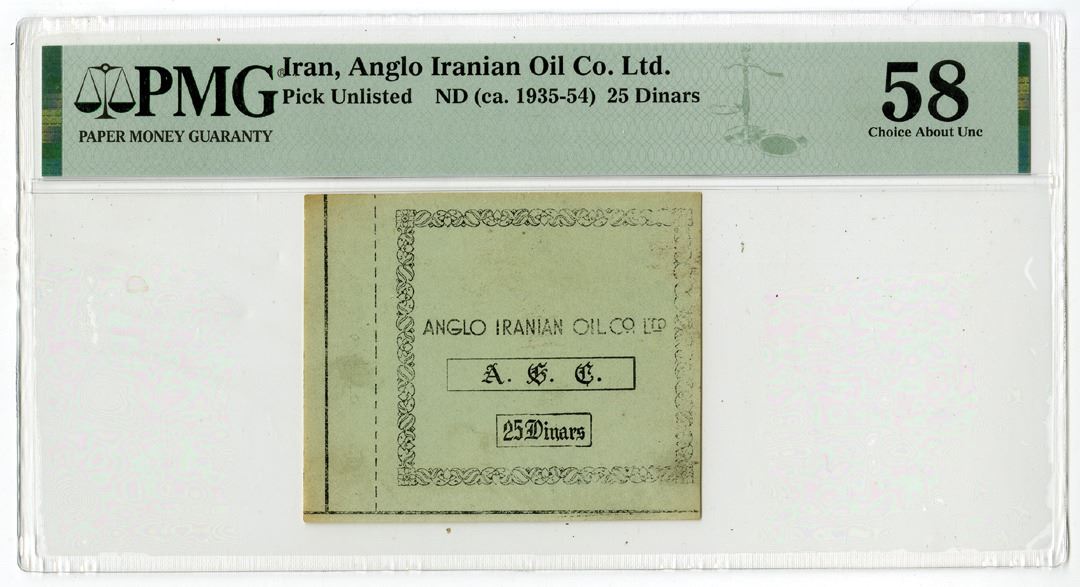 PMG®
PAPER MONEY GUARANTY
Iran, Anglo Iranian Oil Co. Ltd.
Pick Unlisted ND (ca. 1935-54) 25 Dinars
58
Choice About Unc
ANGLO IRANIAN OIL.CO. LTD
A. G. C.
25 Dinars